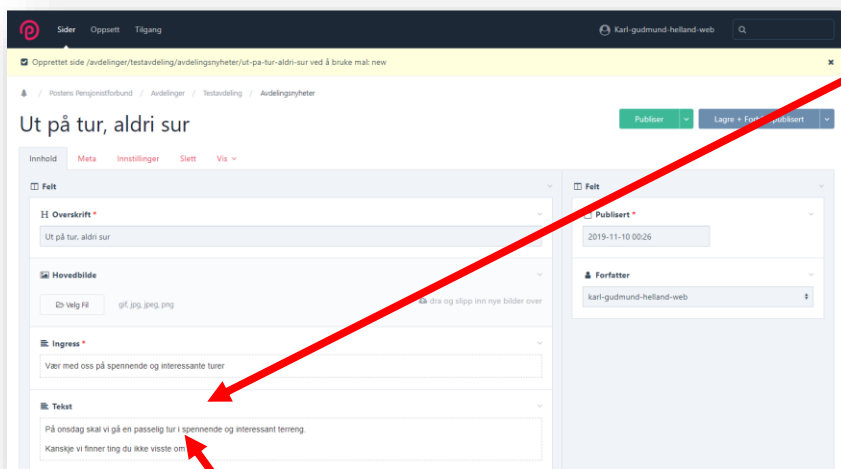 Sider Oppsett Tilgang Karl-gudmund-helland-web
Opprettet side /avdelinger/testavdeling/avdelingsnyheter/ut-pa-tur-aldri-sur ved å bruke mal: new
/ Postens Pensjonistforbund / Avdelinger / Testavdeling / Avdelingsnyheter
Ut på tur, aldri sur
Publiser Lagre + publisert
Innhold Meta Innstillinger Slett Vis
Felt
H Overskrift *
Ut på tur, aldri sur
Hovedbilde
Velg Fil gif, jpg, jpeg, png dra og slipp inn nye bilder over
Ingress *
Vær med oss på spennende og interessante turer
Tekst
På onsdag skal vi gå en passelig tur i spennende og interessant terreng.
Kanskje vi finner ting du ikke visste om
Felt
Publisert *
2019-11-10 00:26
Forfatter
karl-gudmund-helland-web